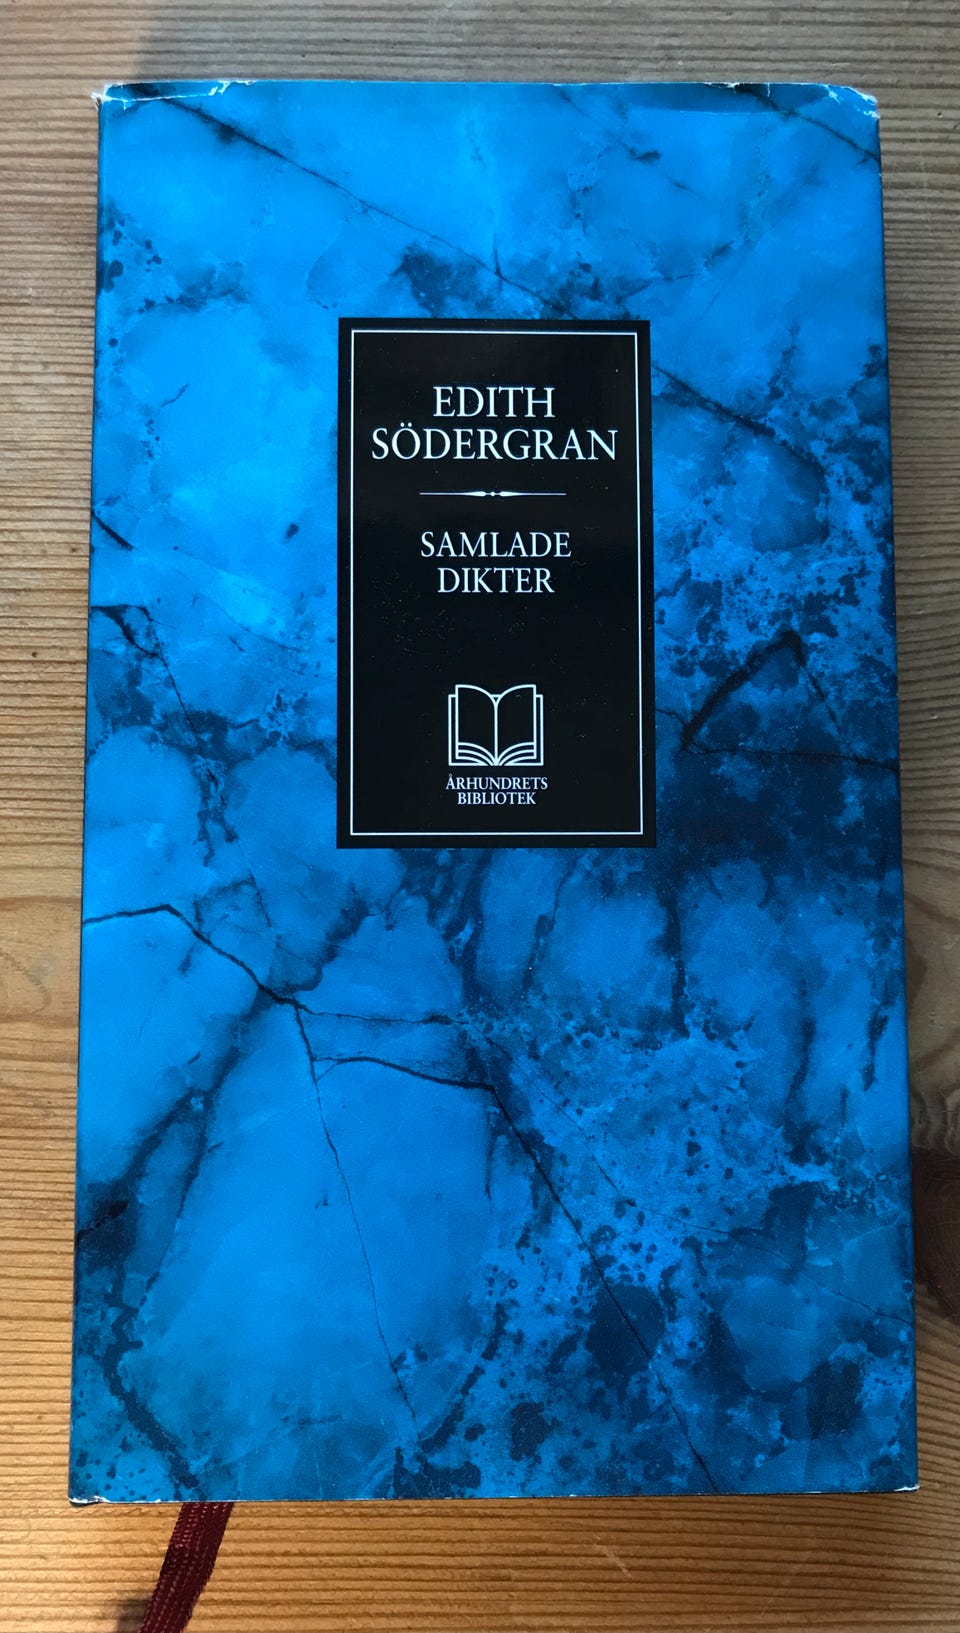 EDITH
SÖDERGRAN
SAMLADE
DIKTER
ÅRHUNDRETS
BIBLIOTEK